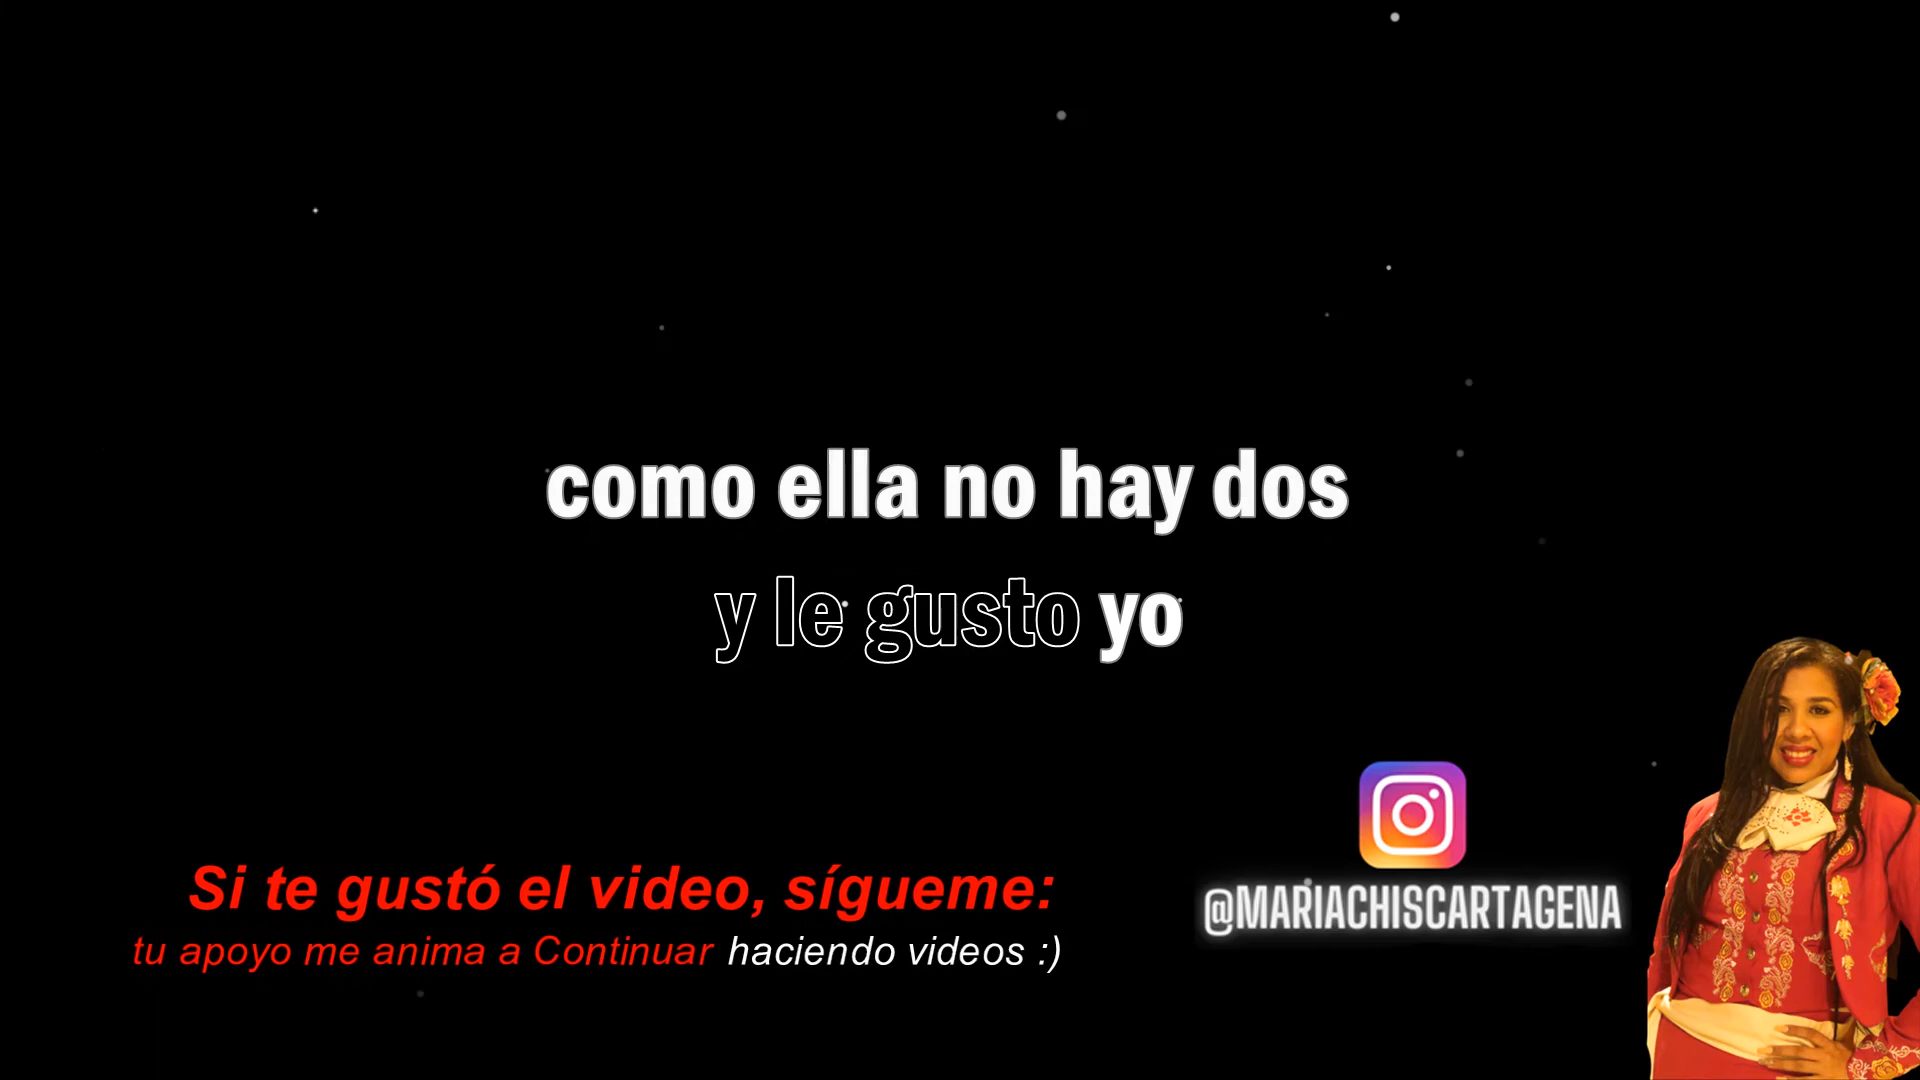 como ella no hay dos
y le gusto yo
Si te gustó el video, sígueme:
tu apoyo me anima a Continuar haciendo videos :)
@MARIACHISCARTAGENA